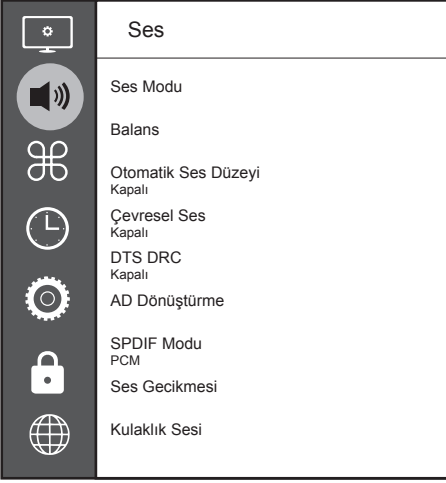 Ses
Ses Modu
Balans
Otomatik Ses Düzeyi
Kapalı
Çevresel Ses
Kapalı
DTS DRC
Kapalı
AD Dönüştürme
SPDIF Modu
PCM
Ses Gecikmesi
Kulaklık Sesi